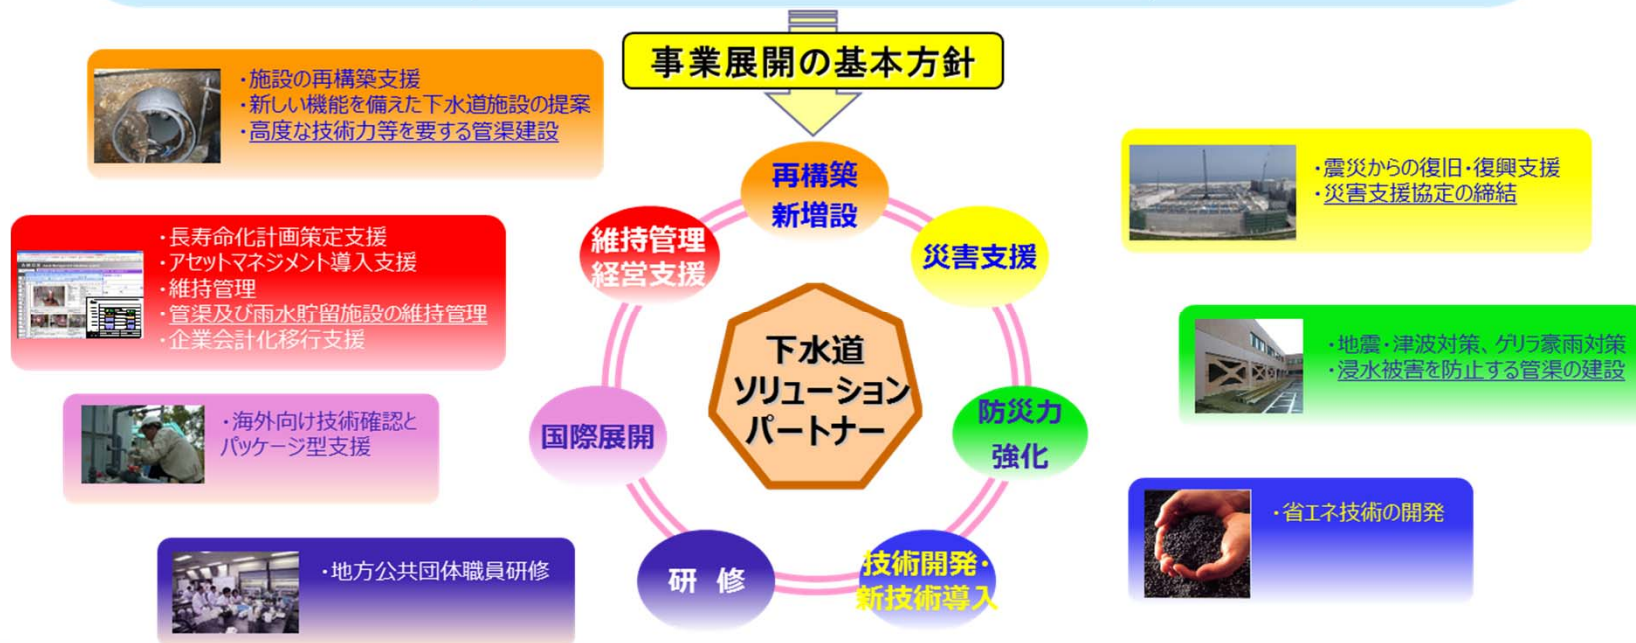 事業展開の基本方針
・施設の再構築支援
・新しい機能を備えた下水道施設の提案
・高度な技術力等を要する管渠建設
・長寿命化計画策定支援
・アセットマネジメント導入支援
・維持管理
・管渠及び雨水貯留施設の維持管理
・企業会計化移行支援
・海外向け技術確認と
パッケージ型支援
・地方公共団体職員研修
再構築
新増設
維持管理
経営支援
災害支援
下水道
ソリューション
パートナー
国際展開
防災力
強化
研 修
技術開発・
新技術導入
・震災からの復旧・復興支援
・災害支援協定の締結
・地震・津波対策、ゲリラ豪雨対策
・浸水被害を防止する管渠の建設
・省エネ技術の開発